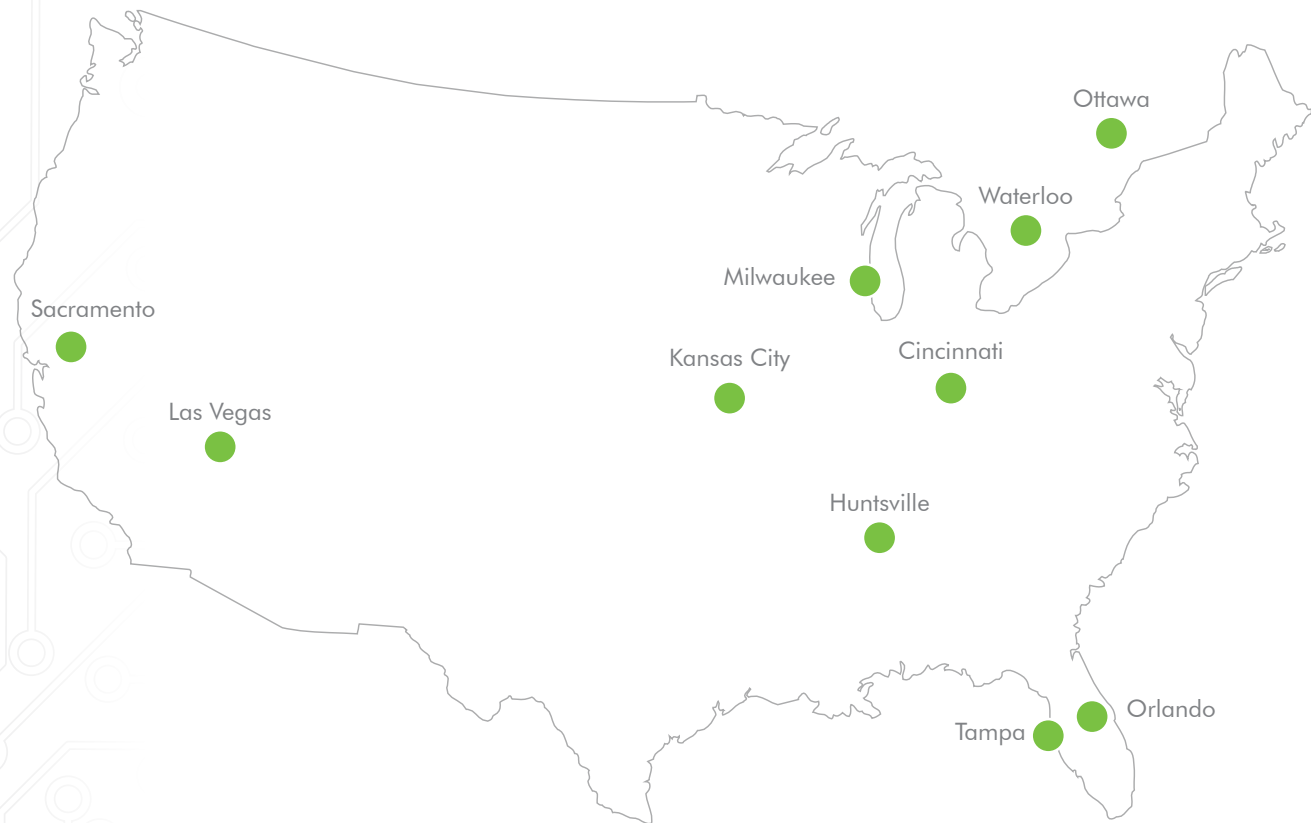 Ottawa
Waterloo
Milwaukee
Sacramento
Kansas City
Cincinnati
Las Vegas
Huntsville
Orlando
Tampa